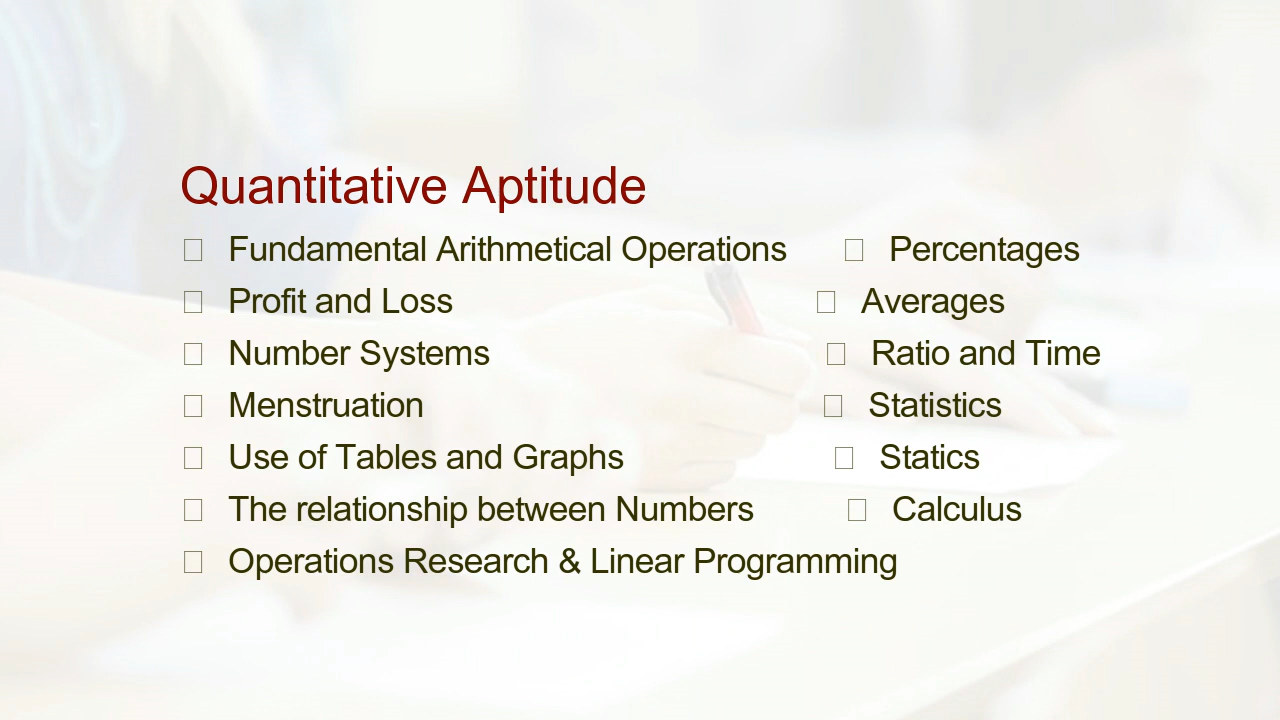 Quantitative Aptitude
Fundamental Arithmetical Operations Percentages
Profit and Loss Averages
Number Systems Ratio and Time
Menstruation Statistics
Use of Tables and Graphs Statics
The relationship between Numbers Calculus
Operations Research & Linear Programming